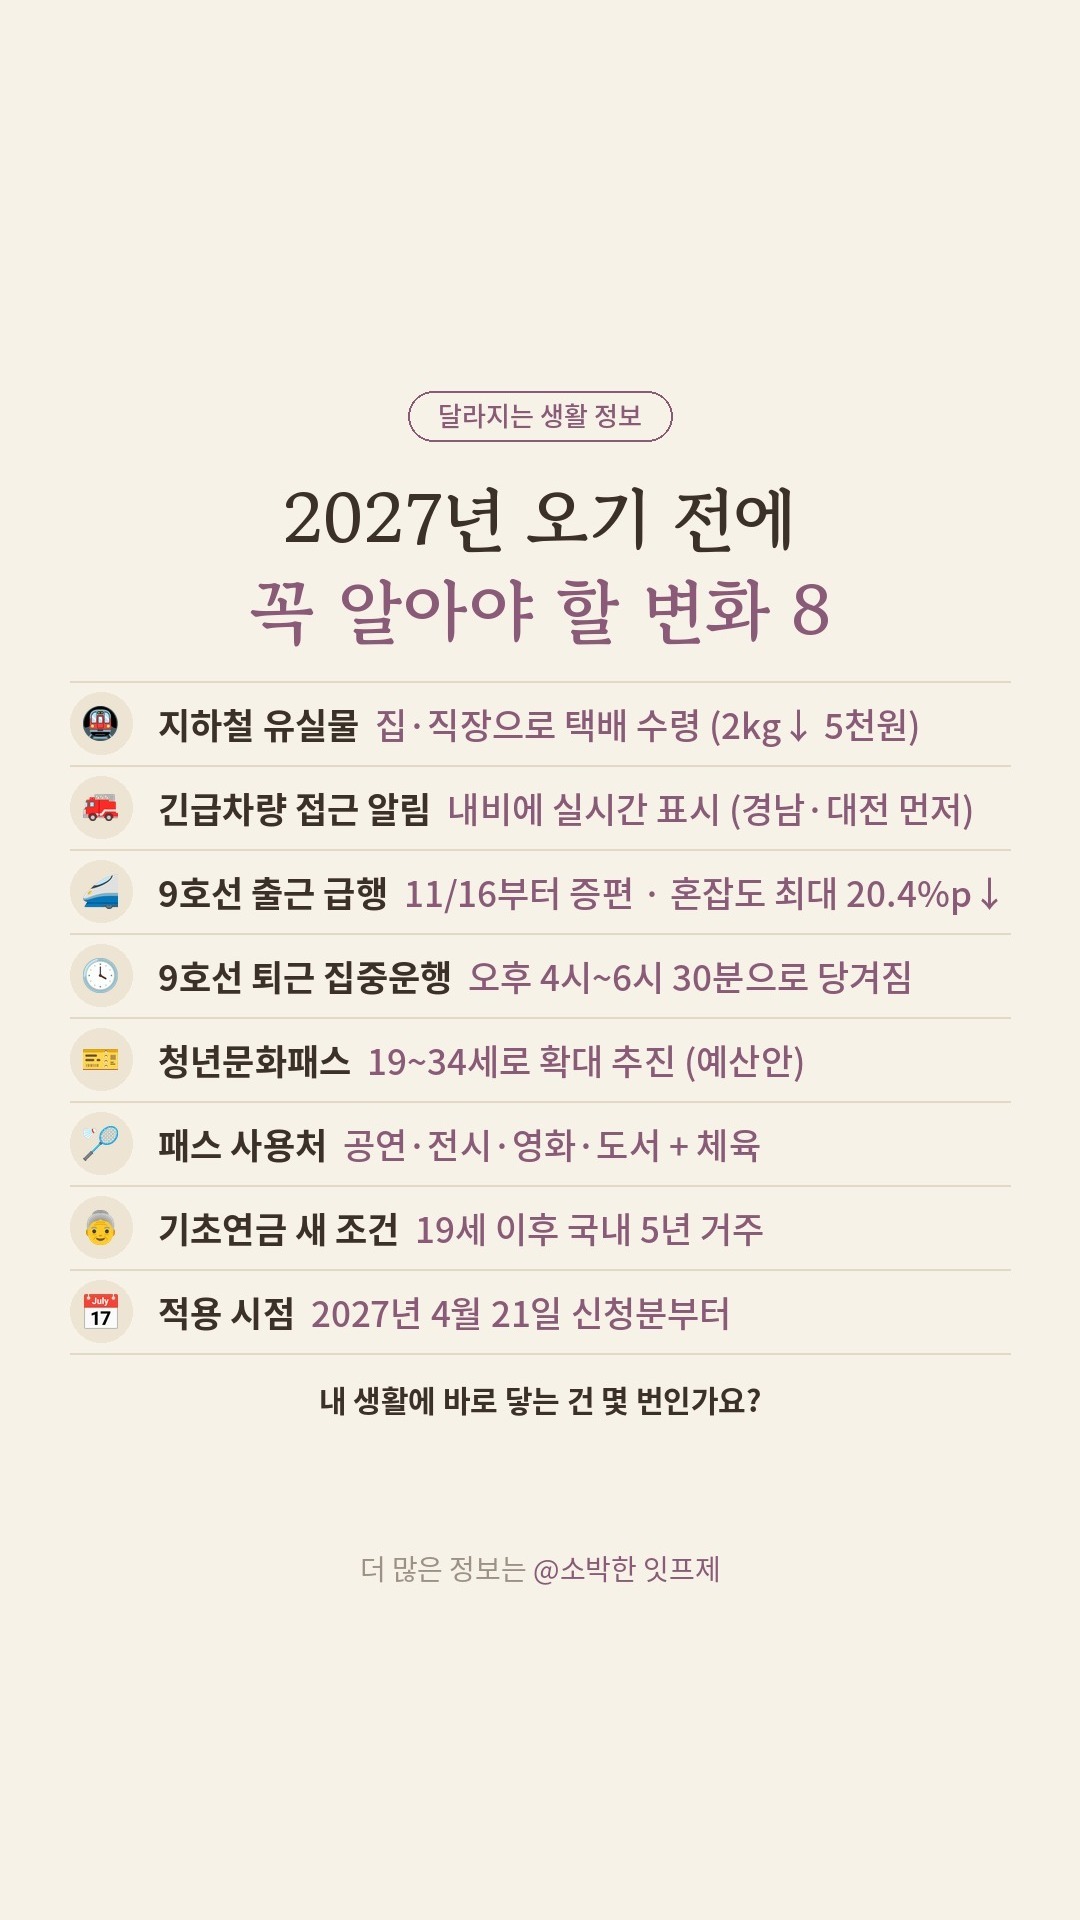 달라지는 생활 정보
2027년 오기 전에
꼭 알아야 할 변화 8
지하철 유실물 집·직장으로 택배 수령 (2kg↓ 5천원)
긴급차량 접근 알림 내비에 실시간 표시 (경남·대전 먼저)
9호선 출근 급행 11/16부터 증편 · 혼잡도 최대 20.4%p↓
9호선 퇴근 집중운행 오후 4시~6시 30분으로 당겨짐
청년문화패스 19~34세로 확대 추진 (예산안)
패스 사용처 공연·전시·영화·도서 + 체육
기초연금 새 조건 19세 이후 국내 5년 거주
July
17
적용 시점 2027년 4월 21일 신청분부터
내 생활에 바로 닿는 건 몇 번인가요?
더 많은 정보는 @소박한 잇프제